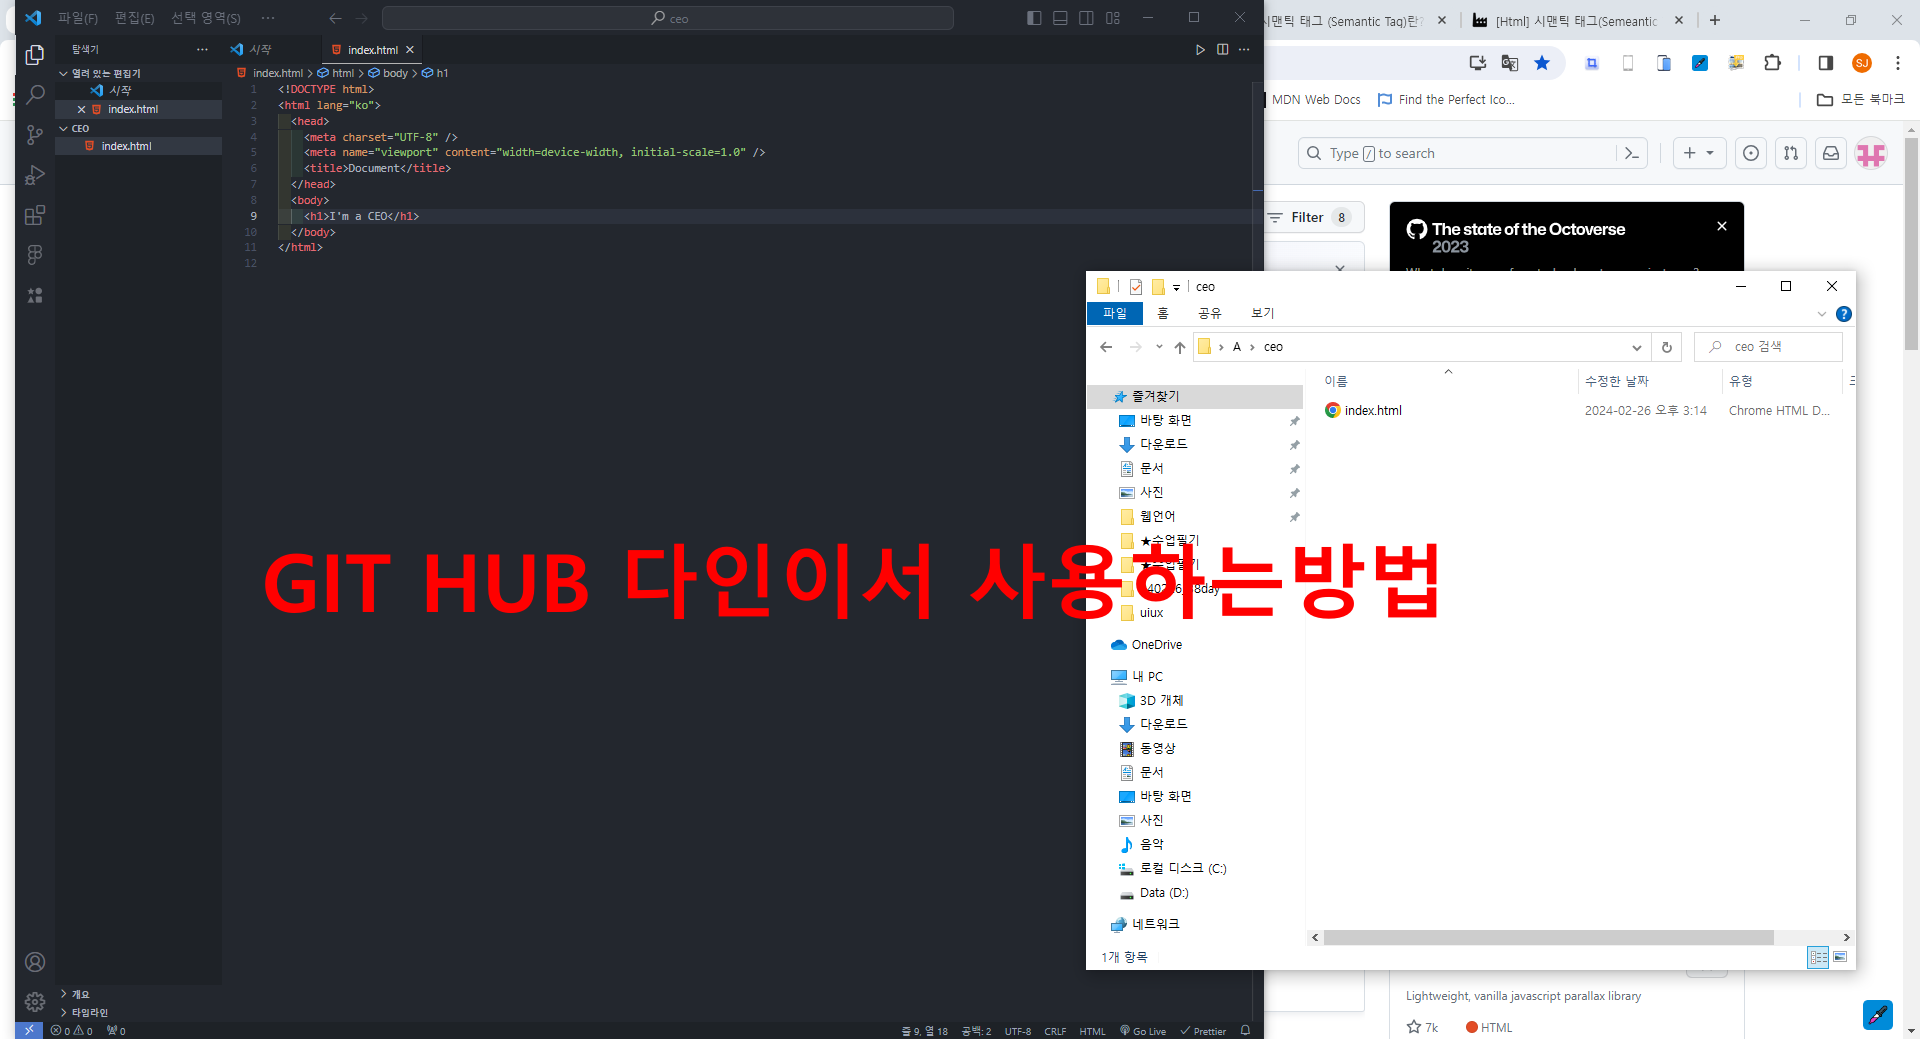 파일(F) 편집(E) 선택 영역(S) ··· ceo
탐색기 ···
시작
index.html
열려 있는 편집기
시작
index.html
CEO
index.html
index.html > html > body > h1
1 <!DOCTYPE html>
2 <html lang="ko">
3 <head>
4 <meta charset="UTF-8" />
5 <meta name="viewport" content="width=device-width, initial-scale=1.0" />
6 <title>Document</title>
7 </head>
8 <body>
9 <h1>I'm a CEO</h1>
10 </body>
11 </html>
12
개요
타임라인
0 0 0
줄 9, 열 18 공백: 2 UTF-8 CRLF HTML Go Live Prettier
시맨틱 태그 (Semantic Tag)란?
[Html] 시맨틱 태그(Semeantic
SJ
MDN Web Docs
Find the Perfect Ico...
모든 북마크
Type / to search
Filter 8
The state of the Octoverse
2023
ceo
파일 홈 공유 보기
A > ceo
ceo 검색
이름 수정한 날짜 유형
index.html 2024-02-26 오후 3:14 Chrome HTML D...
즐겨찾기
바탕 화면
다운로드
문서
사진
웹언어
★수업필기
uiux
OneDrive
내 PC
3D 개체
다운로드
동영상
문서
바탕 화면
사진
음악
로컬 디스크 (C:)
Data (D:)
네트워크
1개 항목
GIT HUB 다인이서 사용하는방법
Lightweight, vanilla javascript parallax library
7k HTML